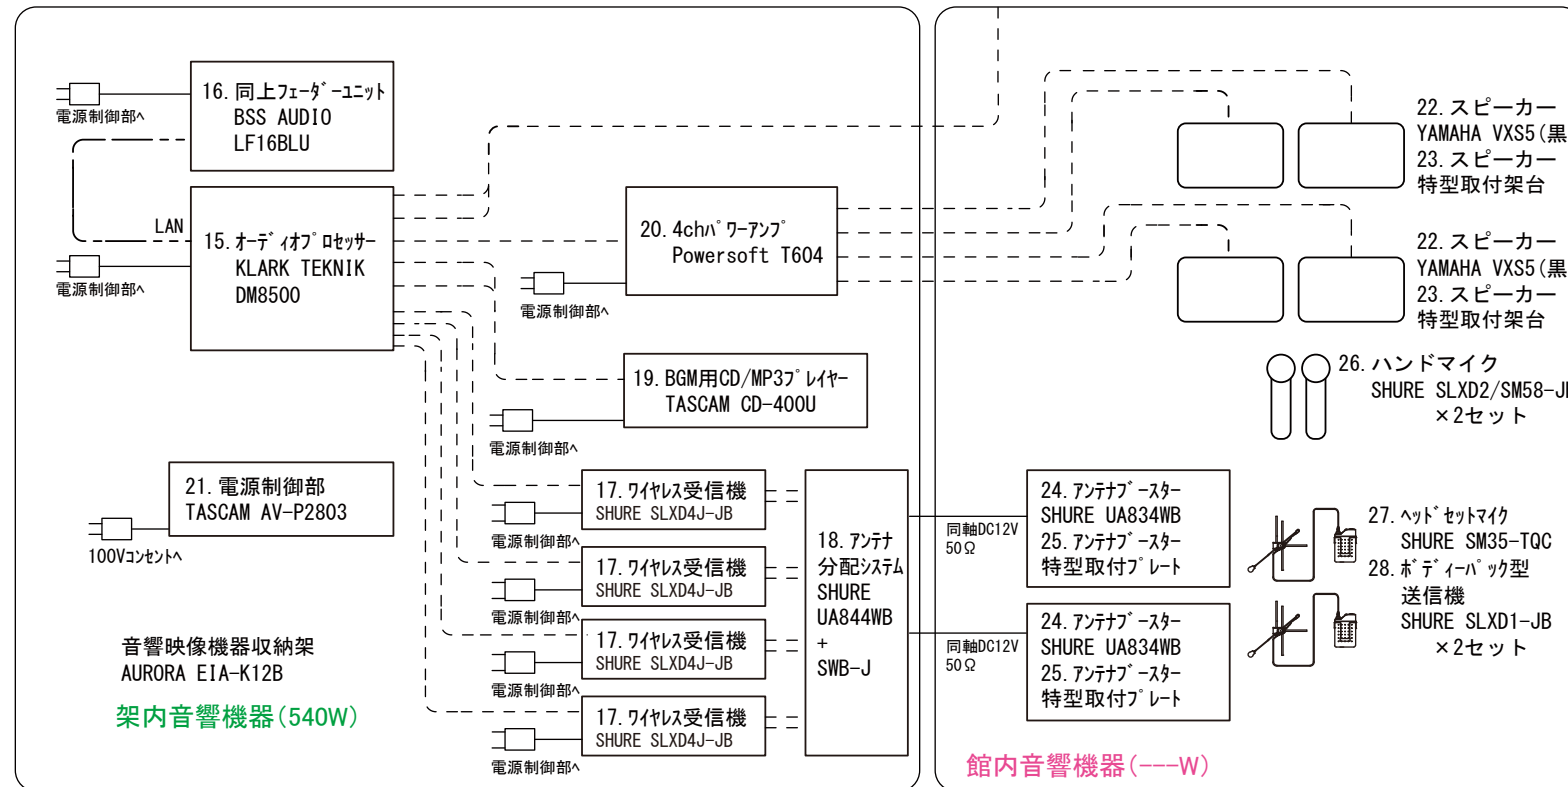 16. 同上フェーダーユニット
BSS AUDIO
LF16BLU
電源制御部へ
LAN
15. オーディオプロセッサー
KLARK TEKNIK
DM8500
電源制御部へ
20. 4chパワーアンプ
Powersoft T604
電源制御部へ
19. BGM用CD/MP3プレイヤー
TASCAM CD-400U
電源制御部へ
21. 電源制御部
TASCAM AV-P2803
100Vコンセントへ
17. ワイヤレス受信機
SHURE SLXD4J-JB
電源制御部へ
17. ワイヤレス受信機
SHURE SLXD4J-JB
電源制御部へ
17. ワイヤレス受信機
SHURE SLXD4J-JB
電源制御部へ
17. ワイヤレス受信機
SHURE SLXD4J-JB
電源制御部へ
18. アンテナ
分配システム
SHURE
UA844WB
+
SWB-J
音響映像機器収納架
AURORA EIA-K12B
架内音響機器(540W)
22. スピーカー
YAMAHA VXS5(黒
23. スピーカー
特型取付架台
22. スピーカー
YAMAHA VXS5(黒
23. スピーカー
特型取付架台
26. ハンドマイク
SHURE SLXD2/SM58-JB
×2セット
同軸DC12V
50Ω
24. アンテナブースター
SHURE UA834WB
25. アンテナブースター
特型取付プレート
同軸DC12V
50Ω
24. アンテナブースター
SHURE UA834WB
25. アンテナブースター
特型取付プレート
27. ヘッドセットマイク
SHURE SM35-TQC
28. ボディーパック型
送信機
SHURE SLXD1-JB
×2セット
館内音響機器(---W)